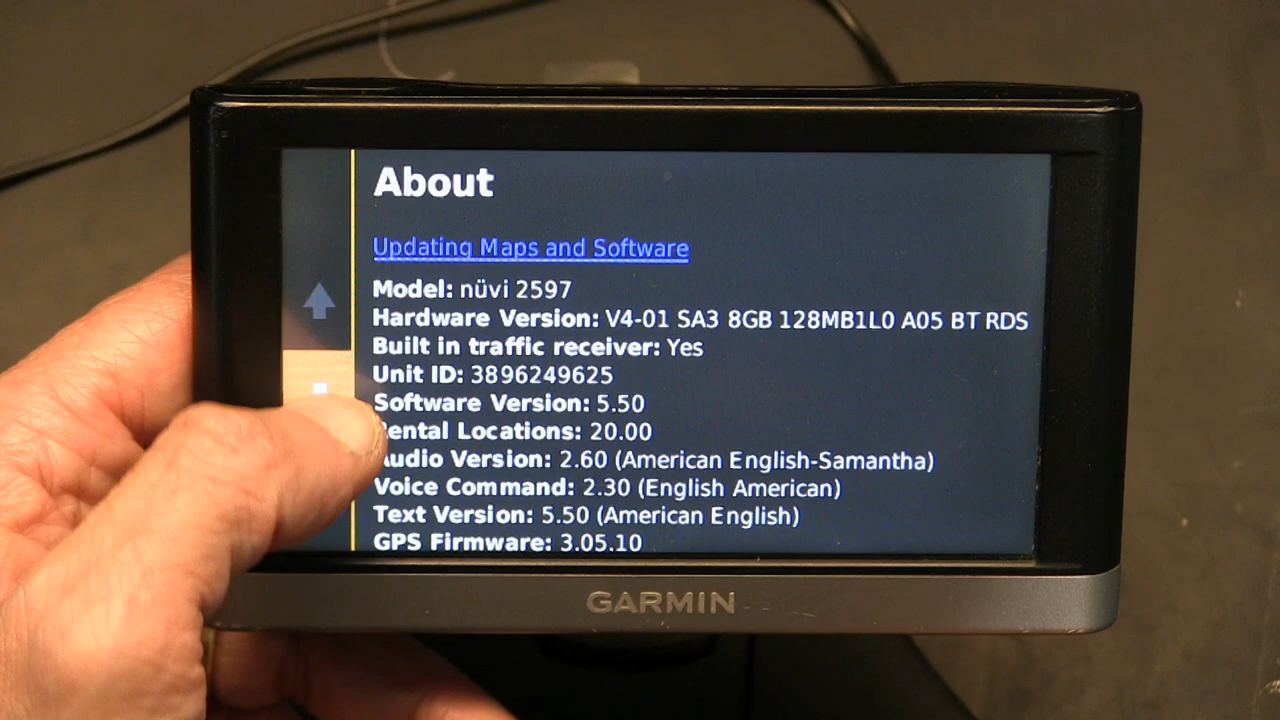 About
Updating Maps and Software
Model: nüvi 2597
Hardware Version: V4-01 SA3 8GB 128MB1L0 A05 BT RDS
Built in traffic receiver: Yes
Unit ID: 3896249625
Software Version: 5.50
ental Locations: 20.00
udio Version: 2.60 (American English-Samantha)
Voice Command: 2.30 (English American)
Text Version: 5.50 (American English)
GPS Firmware: 3.05.10
GARMIN